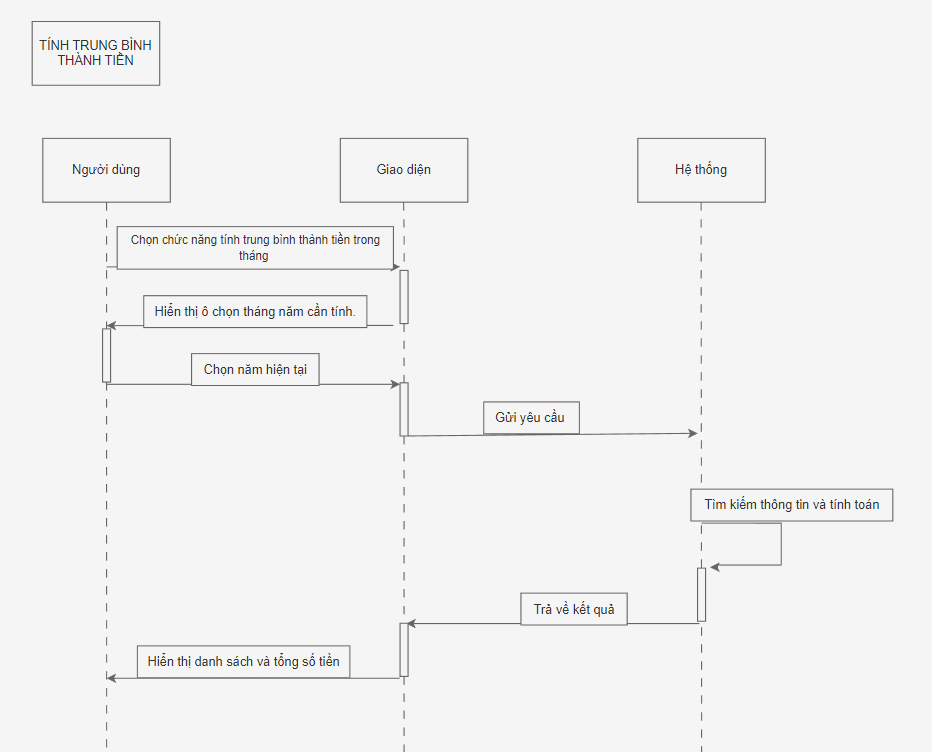 TÍNH TRUNG BÌNH
THÀNH TIỀN
Người dùng
Giao diện
Hệ thống
Chọn chức năng tính trung bình thành tiền trong
tháng
Hiển thị ô chọn tháng năm cần tính.
Chọn năm hiện tại
Gửi yêu cầu
Tìm kiếm thông tin và tính toán
Trả về kết quả
Hiển thị danh sách và tổng số tiền